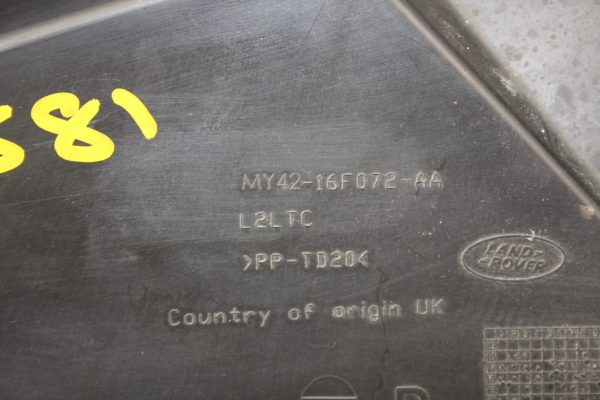 581
MY42-16F072-AA
L2LTC
>PP-TD20<
LAND-
ROVER
Country of origin UK